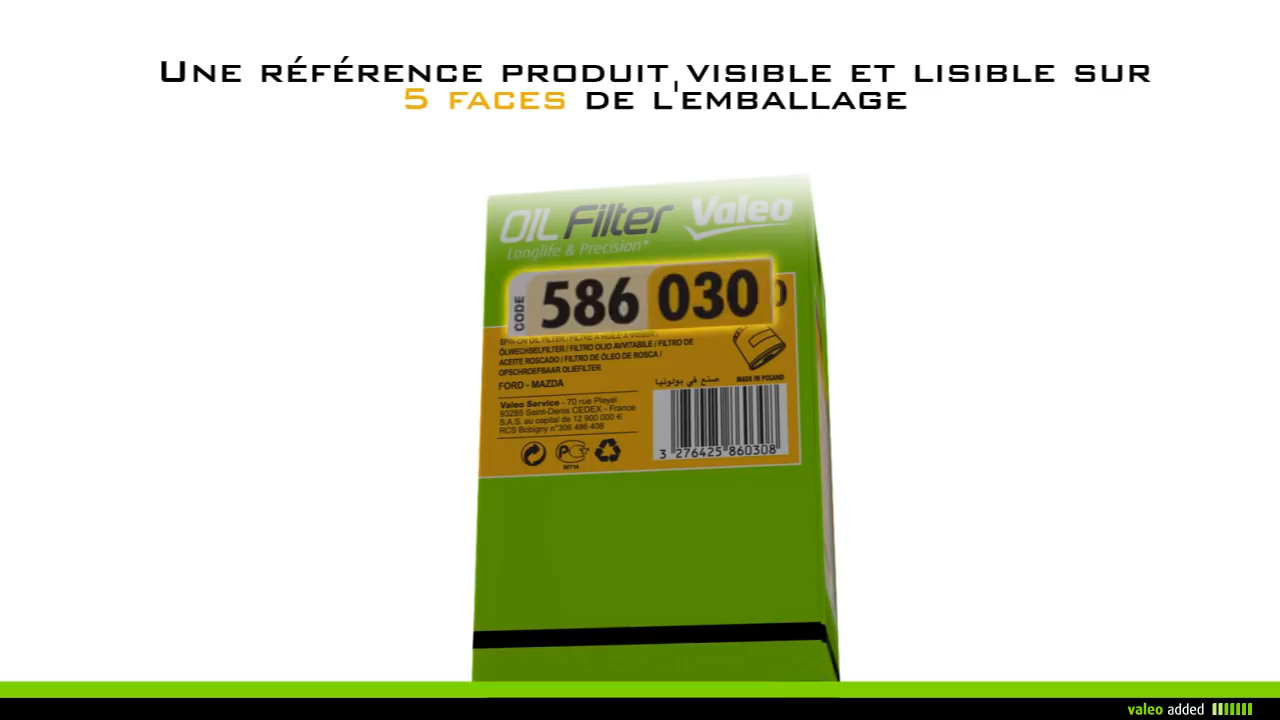 UNE RÉFÉRENCE PRODUIT VISIBLE ET LISIBLE SUR
5 FACES DE L'EMBALLAGE
OIL Filter Valeo
Longlife & Precision*
CODE 586 030
SPIN-ON OIL FILTER / FILTRE À HUILE À VISSER /
ÖLWECHSELFILTER / FILTRO OLIO AVVITABILE / FILTRO DE
ACEITE ROSCADO / FILTRO DE ÓLEO DE ROSCA /
OPSCHROEFBAAR OLIEFILTER
FORD - MAZDA
صنع في بولونيا
MADE IN POLAND
Valeo Service - 70 rue Pleyel
93285 Saint-Denis CEDEX - France
S.A.S. au capital de 12 900 000 €
RCS Bobigny n°306 486 408
3 276425 860308
valeo added